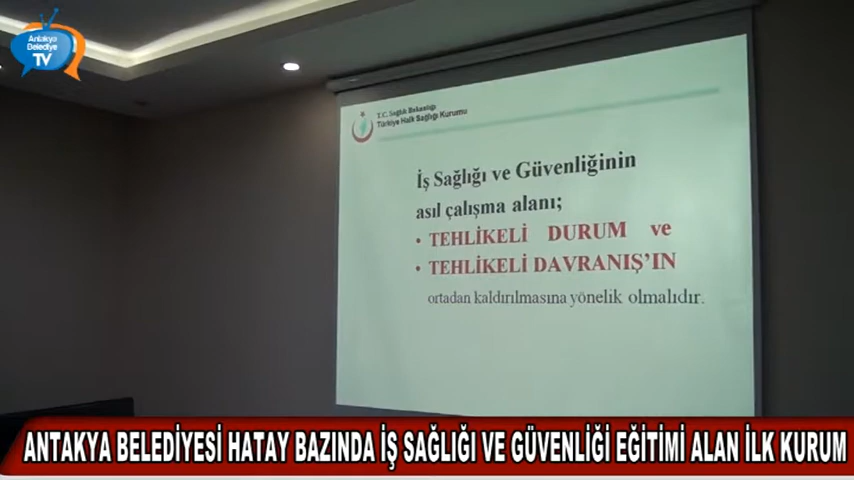 Antakya
Belediye
TV
T.C. Sağlık Bakanlığı
Türkiye Halk Sağlığı Kurumu
İş Sağlığı ve Güvenliğinin
asıl çalışma alanı;
• TEHLİKELİ DURUM ve
• TEHLİKELİ DAVRANIŞ'IN
ortadan kaldırılmasına yönelik olmalıdır.
ANTAKYA BELEDİYESİ HATAY BAZINDA İŞ SAĞLIĞI VE GÜVENLİĞİ EĞİTİMİ ALAN İLK KURUM